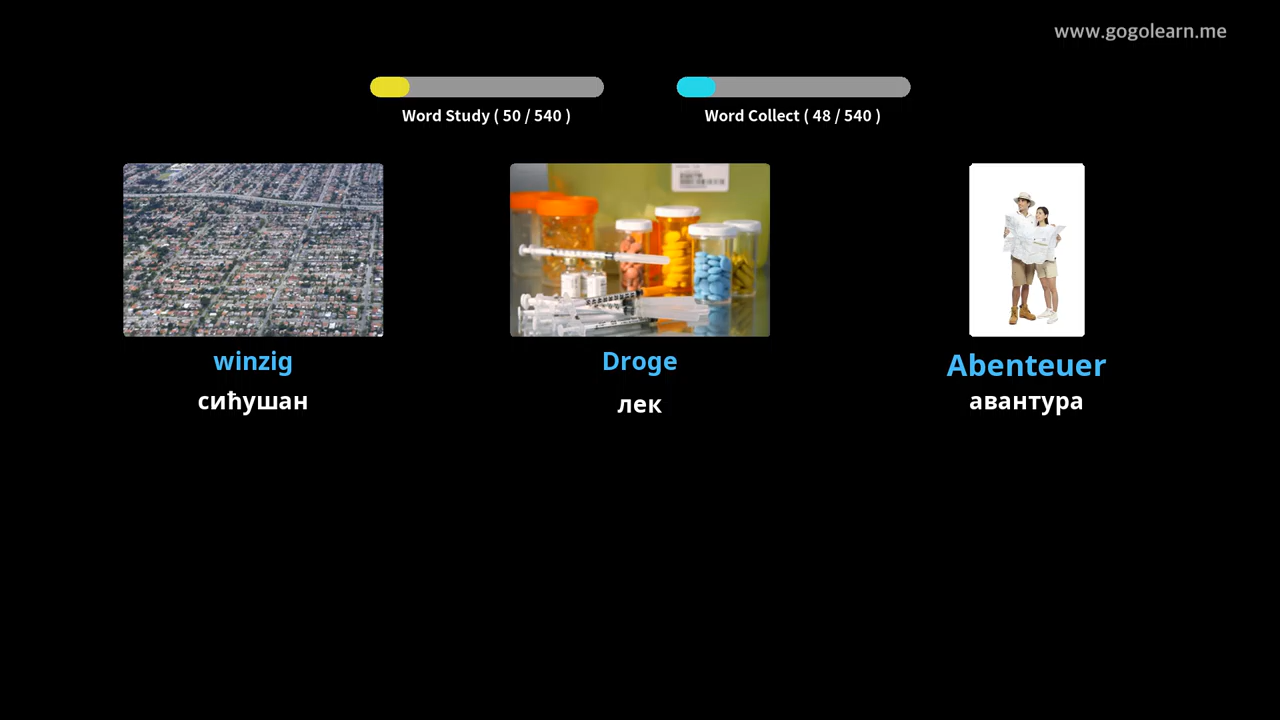 www.gogolearn.me
Word Study ( 50 / 540 )
Word Collect ( 48 / 540 )
winzig
Droge
Abenteuer
сићушан
лек
авантура